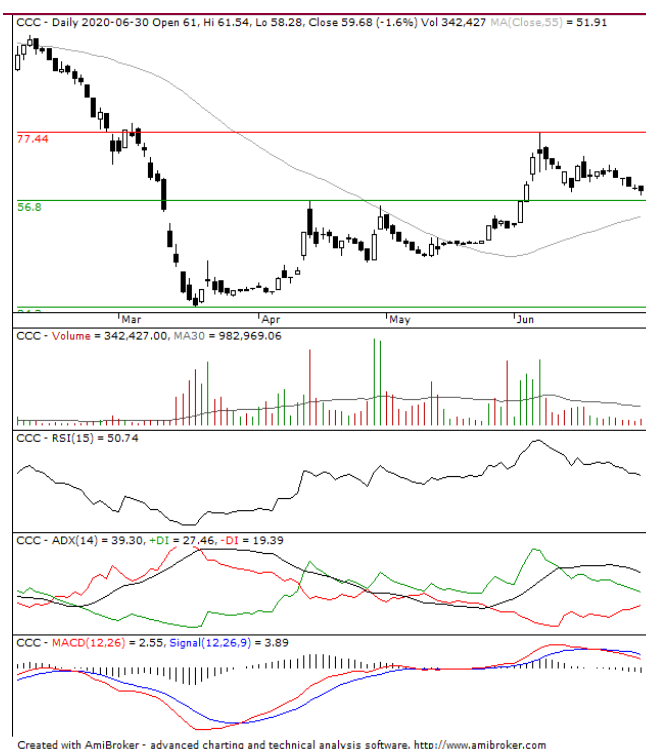 CCC - Daily 2020-06-30 Open 61, Hi 61.54, Lo 58.28, Close 59.68 (-1.6%) Vol 342,427 MA(Close,55) = 51.91
77.44
56.8
Mar Apr May Jun
CCC - Volume = 342,427.00, MA30 = 982,969.06
CCC - RSI(15) = 50.74
CCC - ADX(14) = 39.30, +DI = 27.46, -DI = 19.39
CCC - MACD(12,26) = 2.55, Signal(12,26,9) = 3.89
Created with AmiBroker - advanced charting and technical analysis software. http://www.amibroker.com